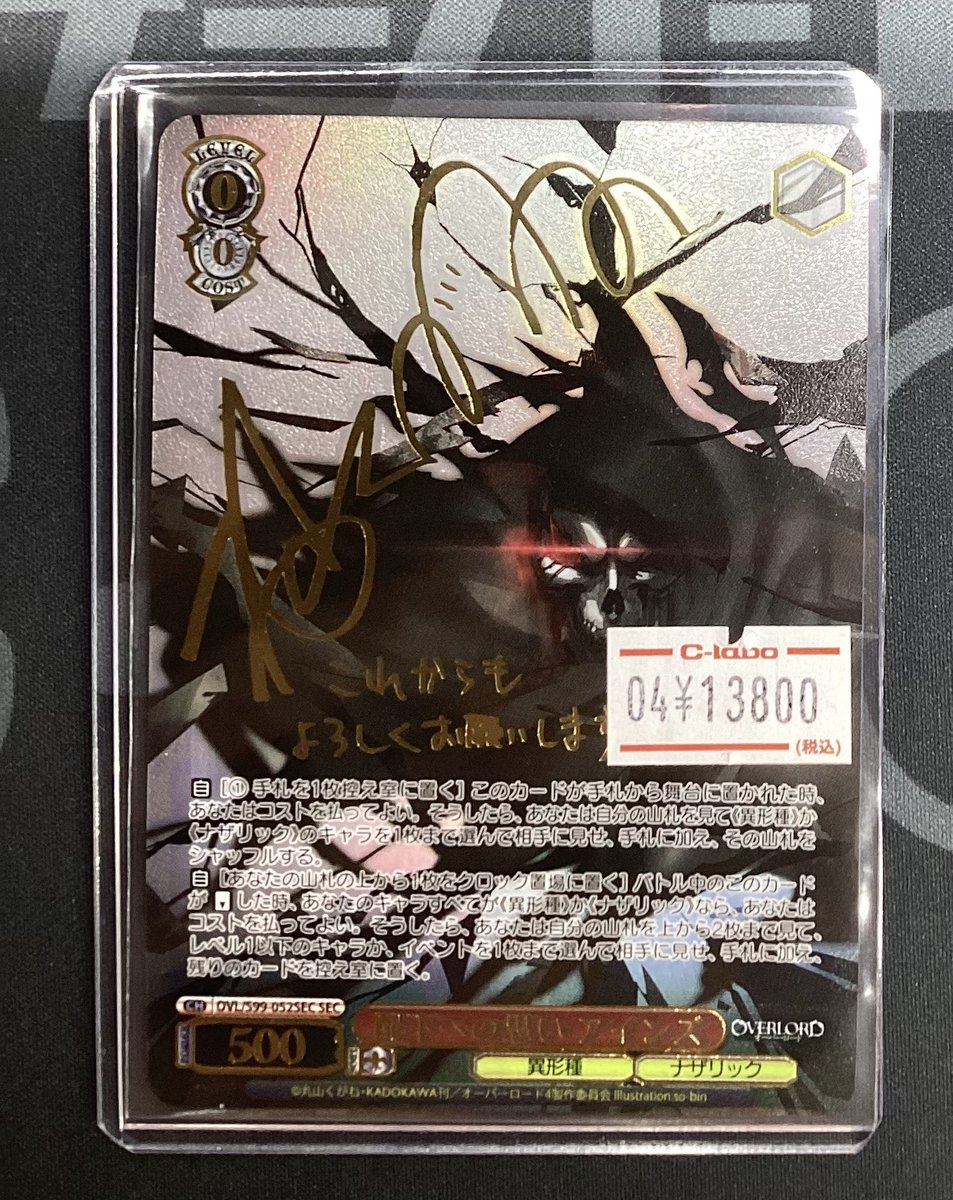 LEVEL
0
0
COST
これからも
よろしくお願いします
C-labo
04¥13800
(税込)
自 [① 手札を1枚控え室に置く] このカードが手札から舞台に置かれた時、
あなたはコストを払ってよい。そうしたら、あなたは自分の山札を見て《異形種》か
《ナザリック》のキャラを1枚まで選んで相手に見せ、手札に加え、その山札を
シャッフルする。
自 [あなたの山札の上から1枚をクロック置場に置く] バトル中のこのカード
が した時、あなたのキャラすべてが《異形種》か《ナザリック》なら、あなたは
コストを払ってよい。そうしたら、あなたは自分の山札を上から2枚まで見て、
レベル1以下のキャラか、イベントを1枚まで選んで相手に見せ、手札に加え、
残りのカードを控え室に置く。
CH OVL/S99-052SEC SEC
500
への想い アインズ
OVERLORD
異形種
ナザリック
©丸山くがね・KADOKAWA刊／オーバーロード4製作委員会 Illustration so-bin